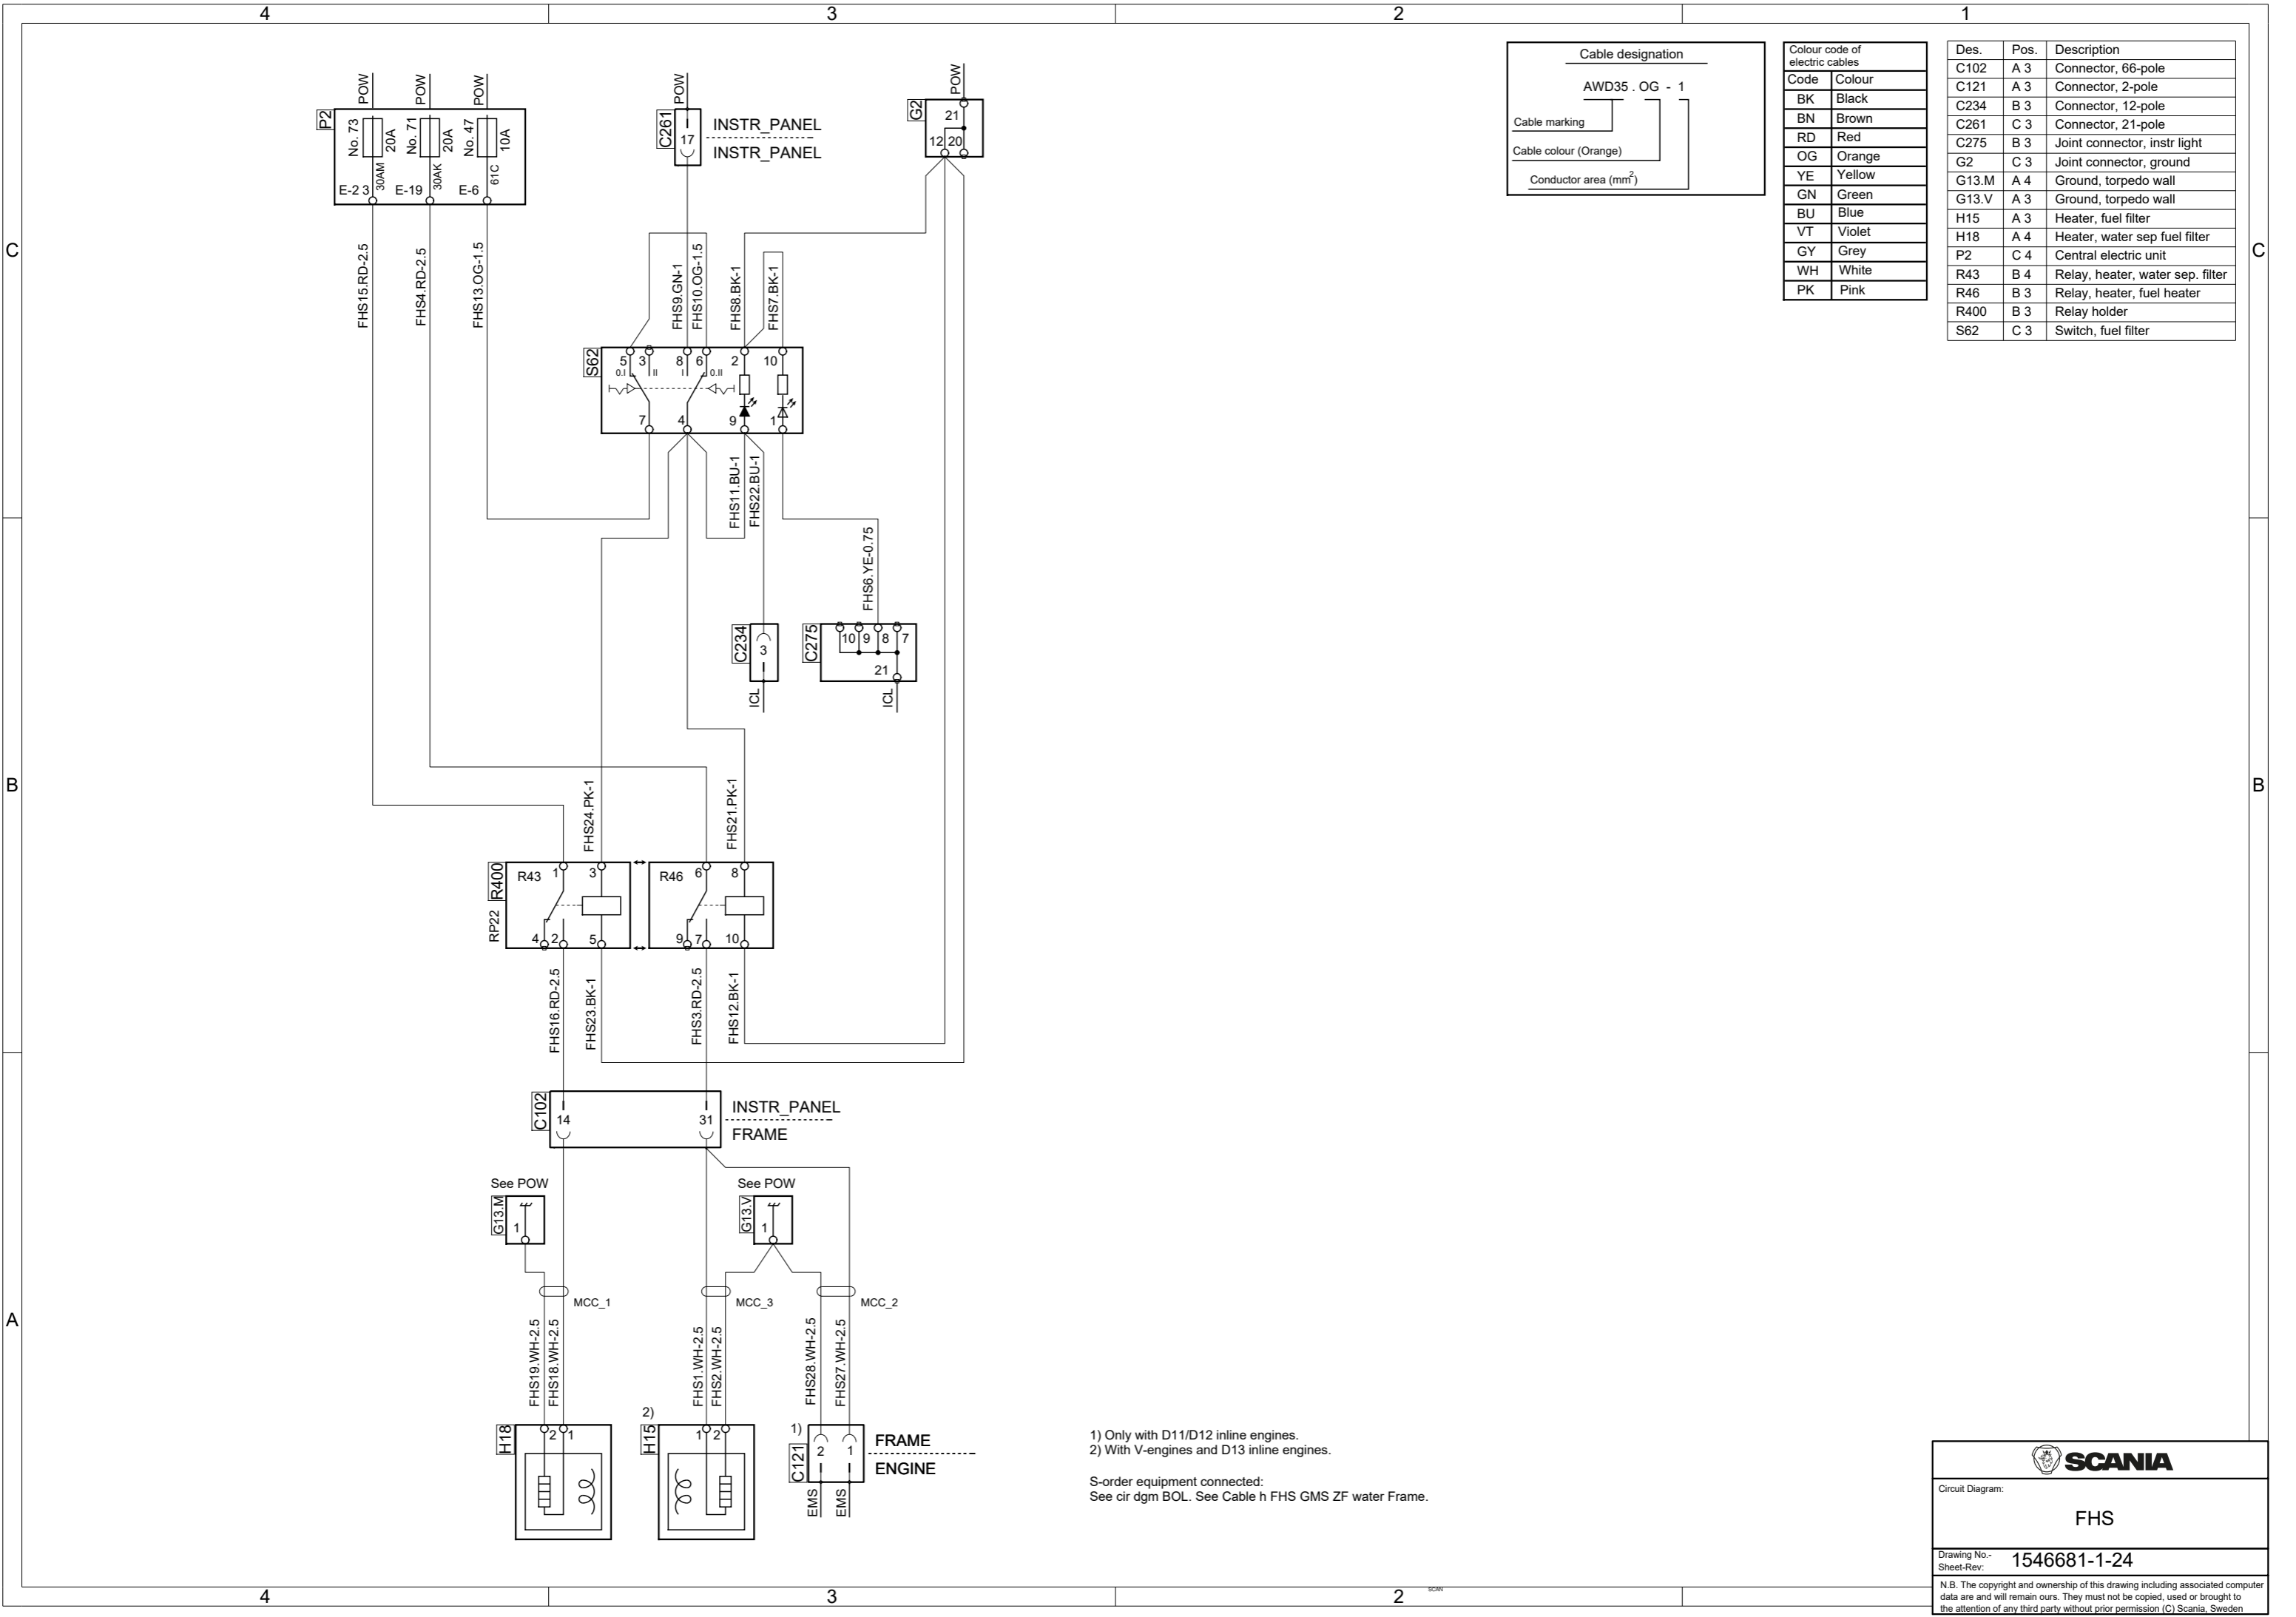 4
3
2
1
C
B
A
C
B
POW
POW
POW
P2
No. 73
20A
No. 71
20A
No. 47
10A
30AM
30AK
61C
E-2 3
E-19
E-6
POW
C261
17
INSTR_PANEL
INSTR_PANEL
POW
G2
21
12 20
FHS15.RD-2.5
FHS4.RD-2.5
FHS13.OG-1.5
FHS9.GN-1
FHS10.OG-1.5
FHS8.BK-1
FHS7.BK-1
S62
5 3 8 6 2 10
0.I II I 0.II
7 4 9 1
FHS11.BU-1
FHS22.BU-1
FHS6.YE-0.75
C234
3
ICL
C275
10 9 8 7
21
ICL
FHS24.PK-1
FHS21.PK-1
R400
RP22
R43 1 3
4 2 5
R46 6 8
9 7 10
FHS16.RD-2.5
FHS23.BK-1
FHS3.RD-2.5
FHS12.BK-1
C102
14
31
INSTR_PANEL
FRAME
See POW
G13.M
1
See POW
G13.V
1
MCC_1
MCC_3
MCC_2
FHS19.WH-2.5
FHS18.WH-2.5
FHS1.WH-2.5
FHS2.WH-2.5
FHS28.WH-2.5
FHS27.WH-2.5
H18
2 1
2)
H15
1 2
1)
C121
2 1
FRAME
ENGINE
EMS
EMS
1) Only with D11/D12 inline engines.
2) With V-engines and D13 inline engines.
S-order equipment connected:
See cir dgm BOL. See Cable h FHS GMS ZF water Frame.
Cable designation
AWD35 . OG - 1
Cable marking
Cable colour (Orange)
Conductor area (mm²)
Colour code of
electric cables
Code Colour
BK Black
BN Brown
RD Red
OG Orange
YE Yellow
GN Green
BU Blue
VT Violet
GY Grey
WH White
PK Pink
Des. Pos. Description
C102 A 3 Connector, 66-pole
C121 A 3 Connector, 2-pole
C234 B 3 Connector, 12-pole
C261 C 3 Connector, 21-pole
C275 B 3 Joint connector, instr light
G2 C 3 Joint connector, ground
G13.M A 4 Ground, torpedo wall
G13.V A 3 Ground, torpedo wall
H15 A 3 Heater, fuel filter
H18 A 4 Heater, water sep fuel filter
P2 C 4 Central electric unit
R43 B 4 Relay, heater, water sep. filter
R46 B 3 Relay, heater, fuel heater
R400 B 3 Relay holder
S62 C 3 Switch, fuel filter
SCANIA
Circuit Diagram:
FHS
Drawing No.-
Sheet-Rev:
1546681-1-24
N.B. The copyright and ownership of this drawing including associated computer
data are and will remain ours. They must not be copied, used or brought to
the attention of any third party without prior permission (C) Scania, Sweden
4
3
2
SCAN